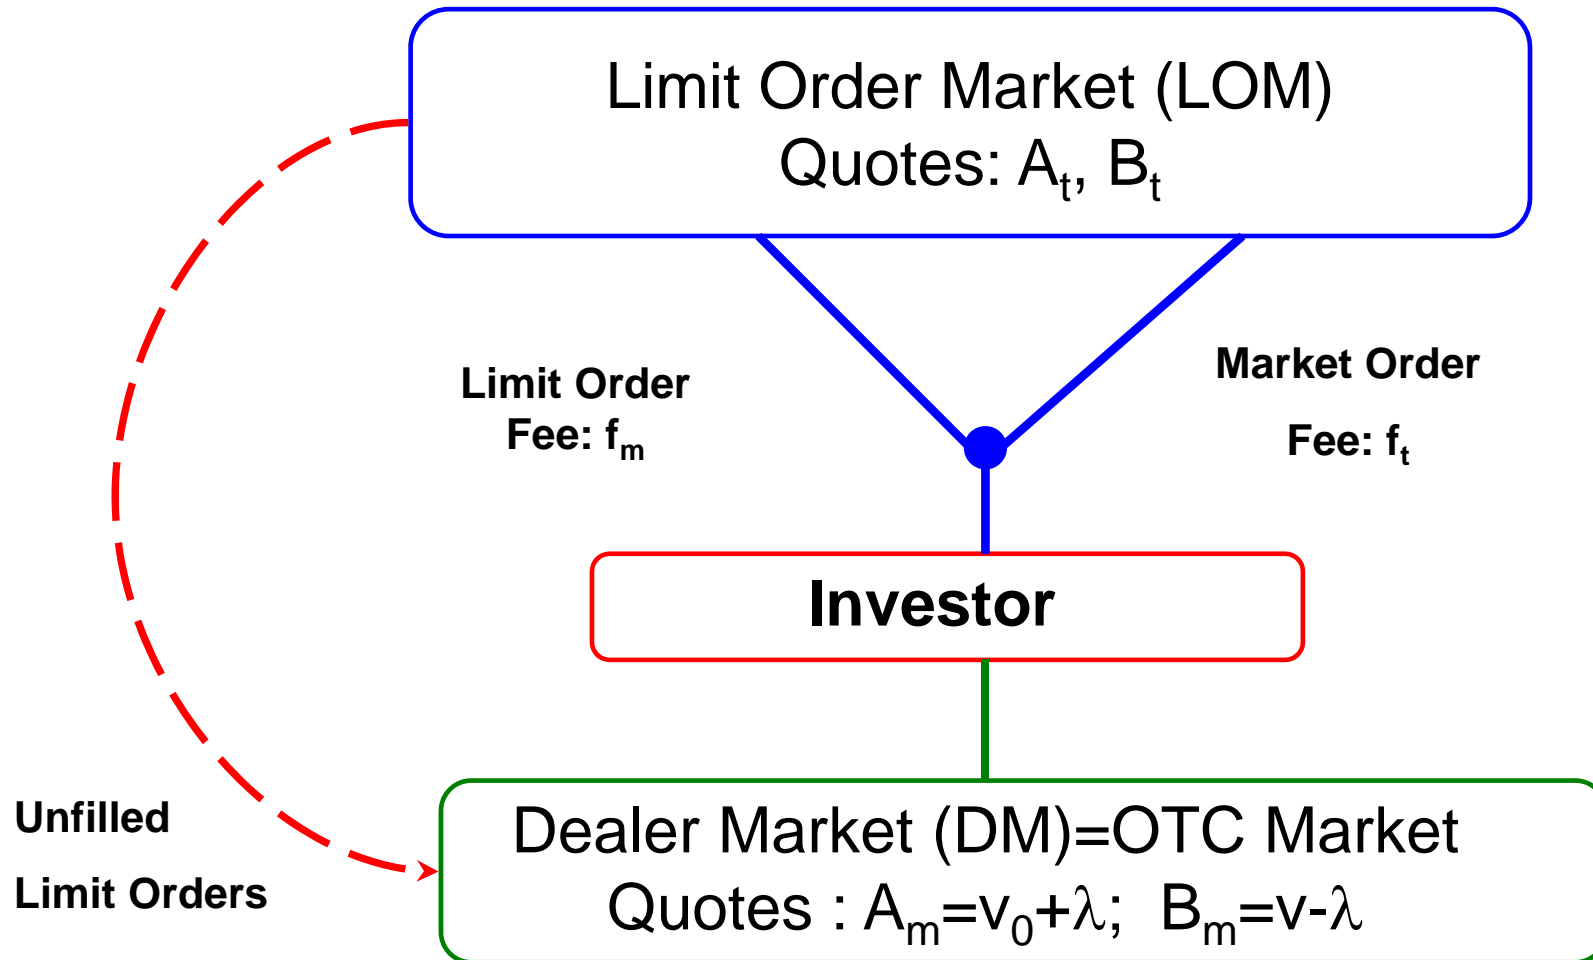 Limit Order Market (LOM)
Quotes: Aₜ, Bₜ
Limit Order
Fee: fₘ
Market Order
Fee: fₜ
Investor
Unfilled
Limit Orders
Dealer Market (DM)=OTC Market
Quotes : Aₘ=v₀+λ; Bₘ=v-λ